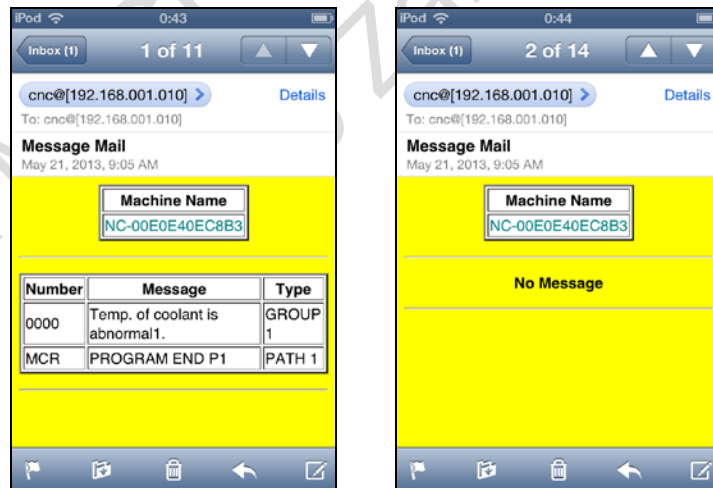 iPod 0:43
Inbox (1) 1 of 11
cnc@[192.168.001.010] > Details
To: cnc@[192.168.001.010]
Message Mail
May 21, 2013, 9:05 AM
Machine Name
NC-00E0E40EC8B3
Number Message Type
0000 Temp. of coolant is abnormal1. GROUP 1
MCR PROGRAM END P1 PATH 1
iPod 0:44
Inbox (1) 2 of 14
cnc@[192.168.001.010] > Details
To: cnc@[192.168.001.010]
Message Mail
May 21, 2013, 9:05 AM
Machine Name
NC-00E0E40EC8B3
No Message